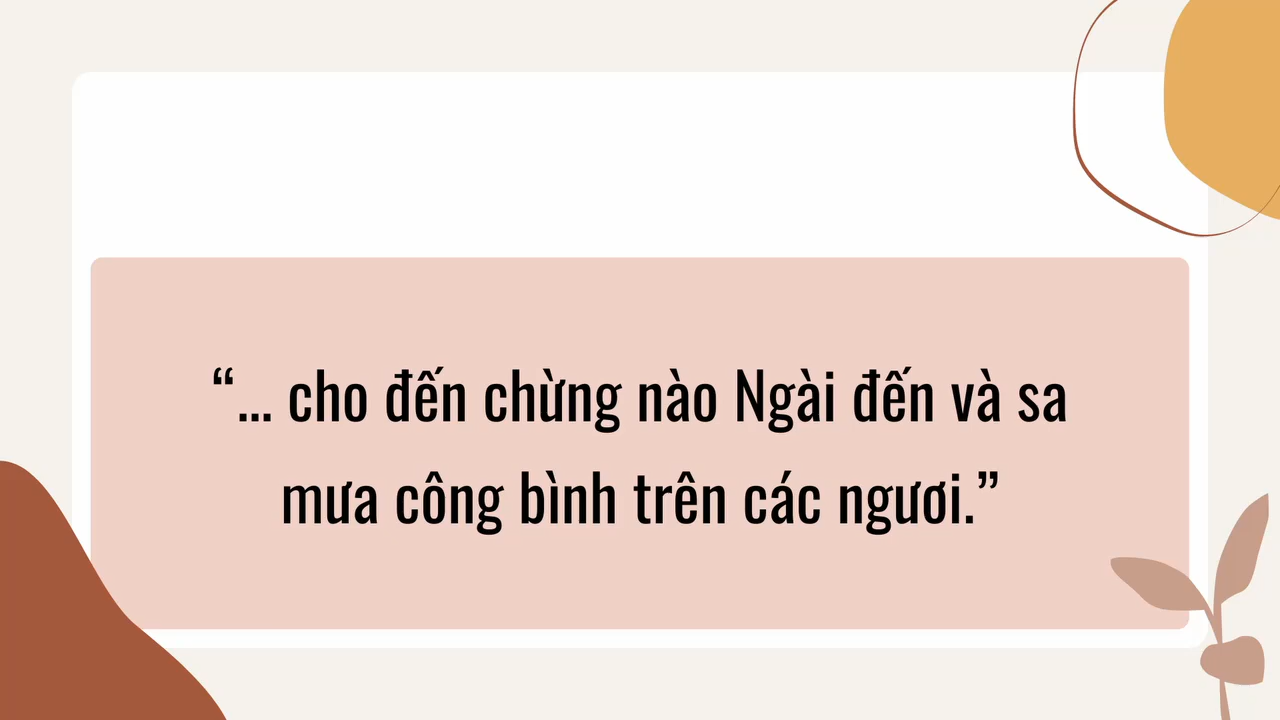 “... cho đến chừng nào Ngài đến và sa
mưa công bình trên các ngươi.”